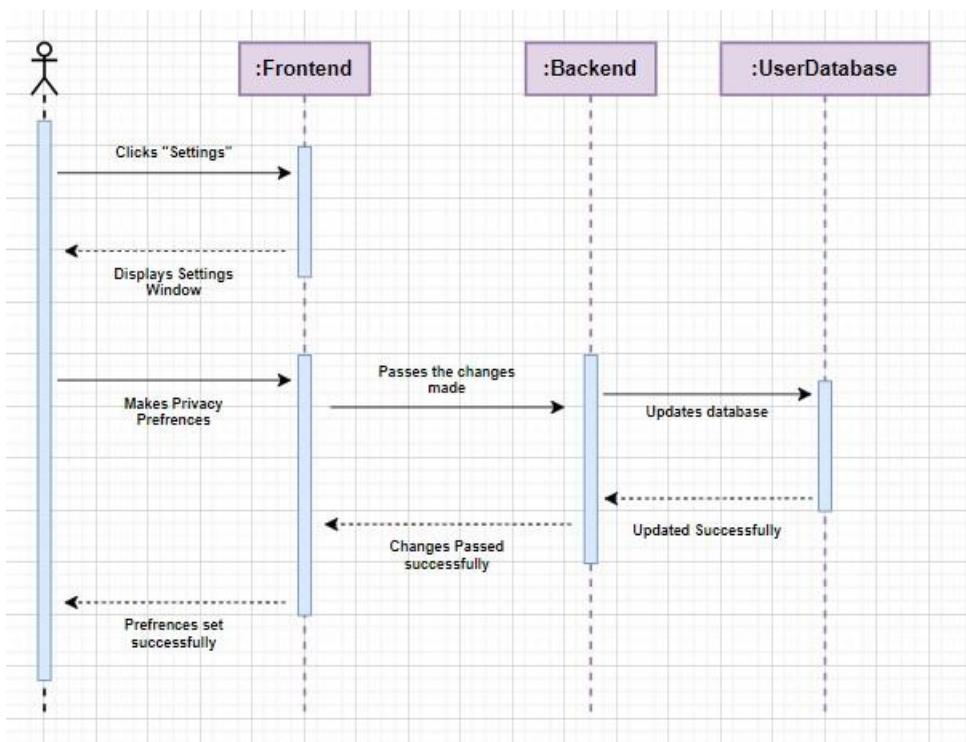 :Frontend
:Backend
:UserDatabase
Clicks "Settings"
Displays Settings
Window
Passes the changes
made
Makes Privacy
Prefrences
Updates database
Updated Successfully
Changes Passed
successfully
Prefrences set
successfully